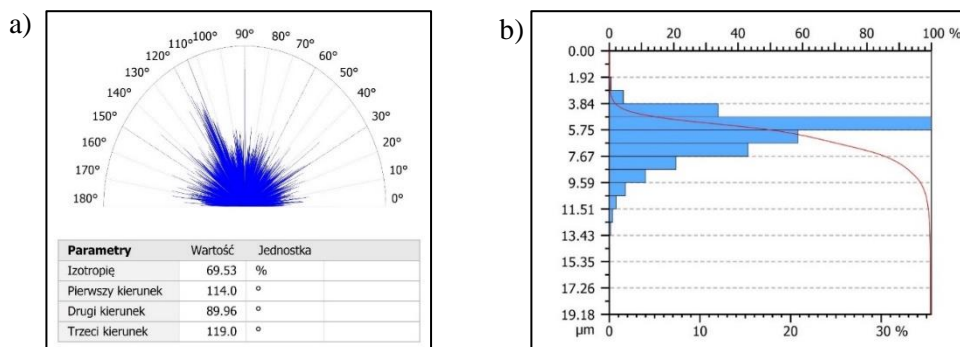 a)
180° 170° 160° 150° 140° 130° 120° 110° 100° 90° 80° 70° 60° 50° 40° 30° 20° 10° 0°
Parametry Wartość Jednostka
Izotropię 69.53 %
Pierwszy kierunek 114.0 °
Drugi kierunek 89.96 °
Trzeci kierunek 119.0 °
b)
0 20 40 60 80 100 %
0.00
1.92
3.84
5.75
7.67
9.59
11.51
13.43
15.35
17.26
19.18
µm 0 10 20 30 %